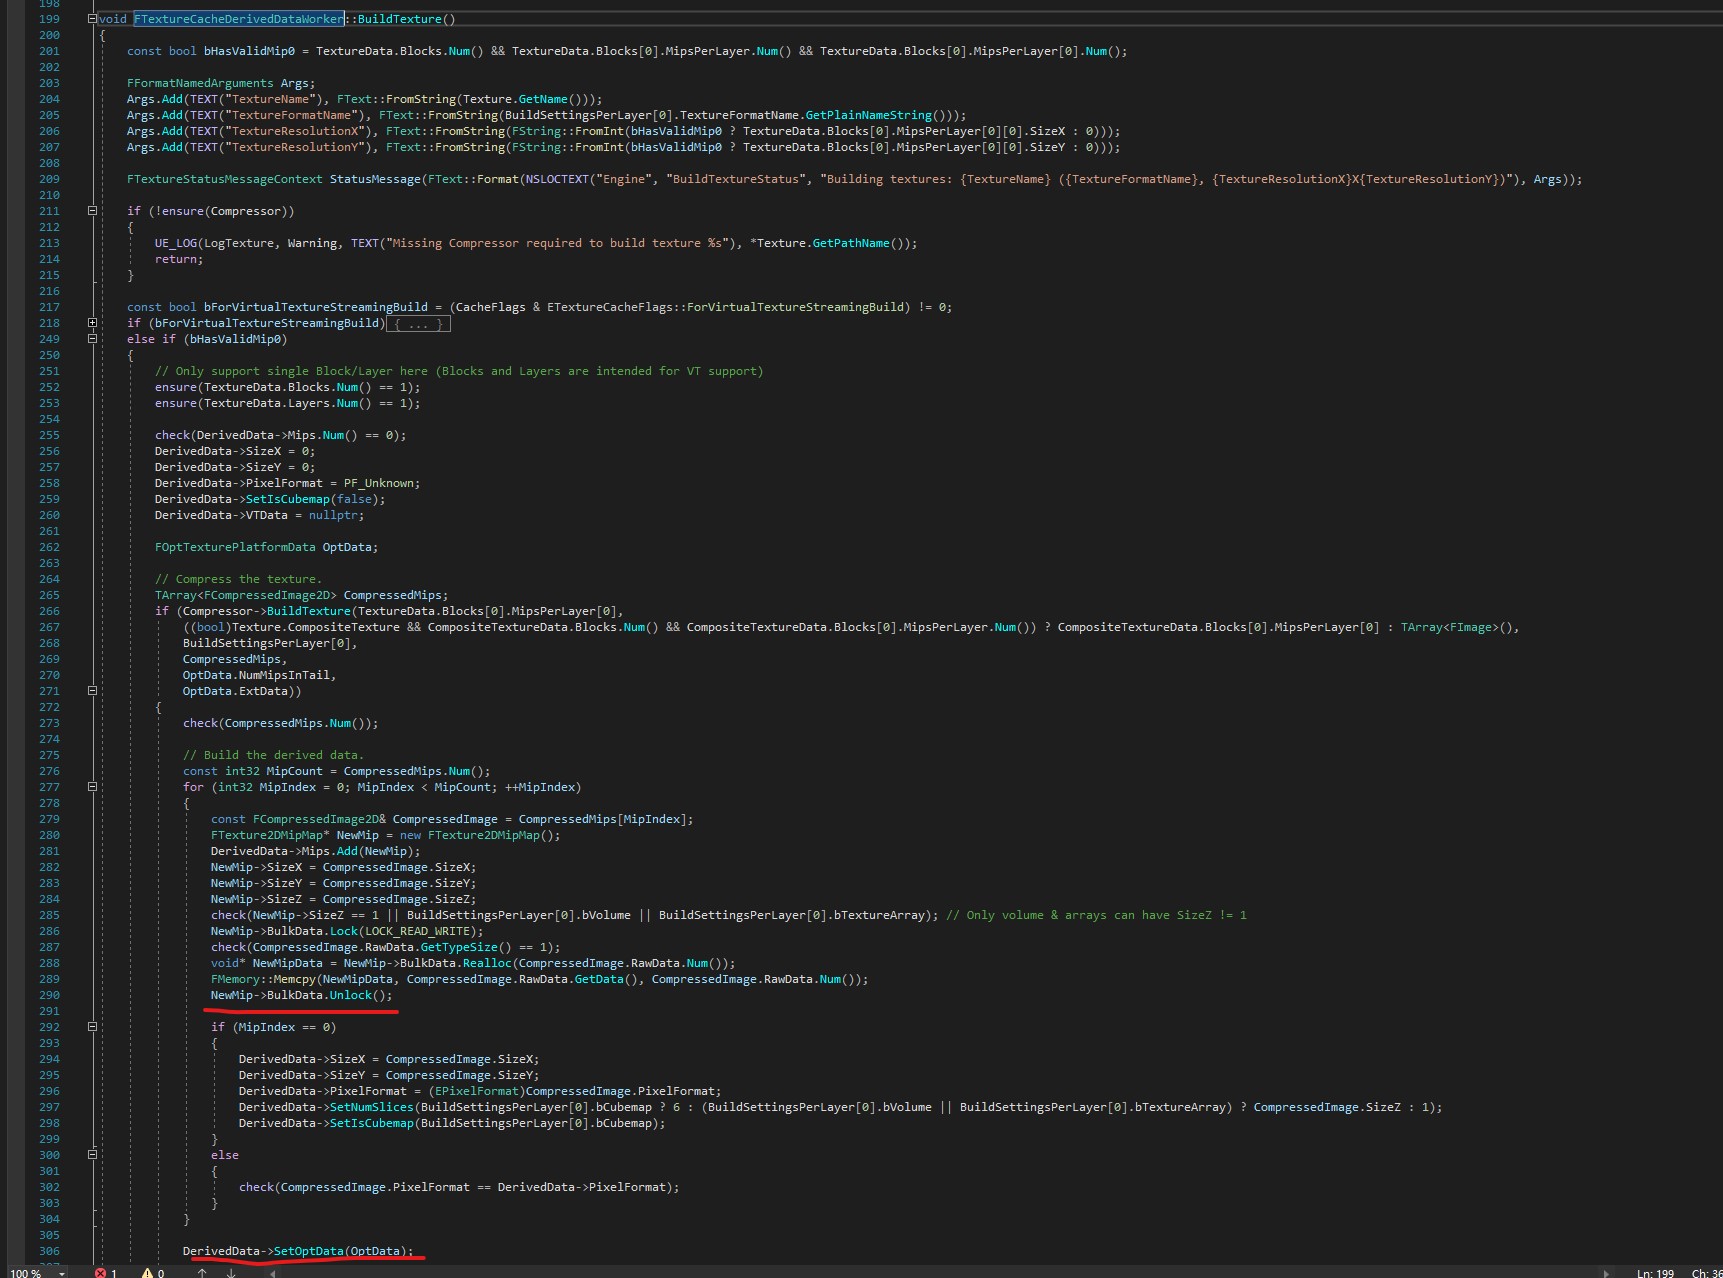 198
199 void FTextureCacheDerivedDataWorker::BuildTexture()
200 {
201 const bool bHasValidMip0 = TextureData.Blocks.Num() && TextureData.Blocks[0].MipsPerLayer.Num() && TextureData.Blocks[0].MipsPerLayer[0].Num();
202
203 FFormatNamedArguments Args;
204 Args.Add(TEXT("TextureName"), FText::FromString(Texture.GetName()));
205 Args.Add(TEXT("TextureFormatName"), FText::FromString(BuildSettingsPerLayer[0].TextureFormatName.GetPlainNameString()));
206 Args.Add(TEXT("TextureResolutionX"), FText::FromString(FString::FromInt(bHasValidMip0 ? TextureData.Blocks[0].MipsPerLayer[0][0].SizeX : 0)));
207 Args.Add(TEXT("TextureResolutionY"), FText::FromString(FString::FromInt(bHasValidMip0 ? TextureData.Blocks[0].MipsPerLayer[0][0].SizeY : 0)));
208
209 FTextureStatusMessageContext StatusMessage(FText::Format(NSLOCTEXT("Engine", "BuildTextureStatus", "Building textures: {TextureName} ({TextureFormatName}, {TextureResolutionX}X{TextureResolutionY})"), Args));
210
211 if (!ensure(Compressor))
212 {
213 UE_LOG(LogTexture, Warning, TEXT("Missing Compressor required to build texture %s"), *Texture.GetPathName());
214 return;
215 }
216
217 const bool bForVirtualTextureStreamingBuild = (CacheFlags & ETextureCacheFlags::ForVirtualTextureStreamingBuild) != 0;
218 if (bForVirtualTextureStreamingBuild) { ... }
249 else if (bHasValidMip0)
250 {
251 // Only support single Block/Layer here (Blocks and Layers are intended for VT support)
252 ensure(TextureData.Blocks.Num() == 1);
253 ensure(TextureData.Layers.Num() == 1);
254
255 check(DerivedData->Mips.Num() == 0);
256 DerivedData->SizeX = 0;
257 DerivedData->SizeY = 0;
258 DerivedData->PixelFormat = PF_Unknown;
259 DerivedData->SetIsCubemap(false);
260 DerivedData->VTData = nullptr;
261
262 FOptTexturePlatformData OptData;
263
264 // Compress the texture.
265 TArray<FCompressedImage2D> CompressedMips;
266 if (Compressor->BuildTexture(TextureData.Blocks[0].MipsPerLayer[0],
267 ((bool)Texture.CompositeTexture && CompositeTextureData.Blocks.Num() && CompositeTextureData.Blocks[0].MipsPerLayer.Num()) ? CompositeTextureData.Blocks[0].MipsPerLayer[0] : TArray<FImage>(),
268 BuildSettingsPerLayer[0],
269 CompressedMips,
270 OptData.NumMipsInTail,
271 OptData.ExtData))
272 {
273 check(CompressedMips.Num());
274
275 // Build the derived data.
276 const int32 MipCount = CompressedMips.Num();
277 for (int32 MipIndex = 0; MipIndex < MipCount; ++MipIndex)
278 {
279 const FCompressedImage2D& CompressedImage = CompressedMips[MipIndex];
280 FTexture2DMipMap* NewMip = new FTexture2DMipMap();
281 DerivedData->Mips.Add(NewMip);
282 NewMip->SizeX = CompressedImage.SizeX;
283 NewMip->SizeY = CompressedImage.SizeY;
284 NewMip->SizeZ = CompressedImage.SizeZ;
285 check(NewMip->SizeZ == 1 || BuildSettingsPerLayer[0].bVolume || BuildSettingsPerLayer[0].bTextureArray); // Only volume & arrays can have SizeZ != 1
286 NewMip->BulkData.Lock(LOCK_READ_WRITE);
287 check(CompressedImage.RawData.GetTypeSize() == 1);
288 void* NewMipData = NewMip->BulkData.Realloc(CompressedImage.RawData.Num());
289 FMemory::Memcpy(NewMipData, CompressedImage.RawData.GetData(), CompressedImage.RawData.Num());
290 NewMip->BulkData.Unlock();
291
292 if (MipIndex == 0)
293 {
294 DerivedData->SizeX = CompressedImage.SizeX;
295 DerivedData->SizeY = CompressedImage.SizeY;
296 DerivedData->PixelFormat = (EPixelFormat)CompressedImage.PixelFormat;
297 DerivedData->SetNumSlices(BuildSettingsPerLayer[0].bCubemap ? 6 : (BuildSettingsPerLayer[0].bVolume || BuildSettingsPerLayer[0].bTextureArray) ? CompressedImage.SizeZ : 1);
298 DerivedData->SetIsCubemap(BuildSettingsPerLayer[0].bCubemap);
299 }
300 else
301 {
302 check(CompressedImage.PixelFormat == DerivedData->PixelFormat);
303 }
304 }
305
306 DerivedData->SetOptData(OptData);
100 % 1 0 Ln: 199 Ch: 36